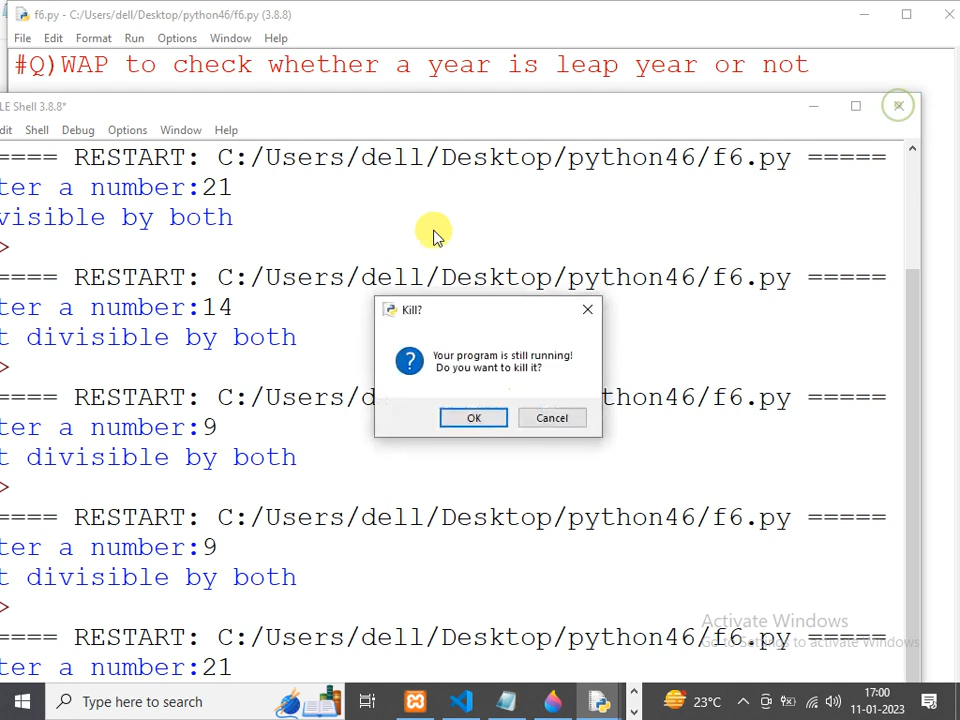 f6.py - C:/Users/dell/Desktop/python46/f6.py (3.8.8)
File Edit Format Run Options Window Help
#Q)WAP to check whether a year is leap year or not
LE Shell 3.8.8*
dit Shell Debug Options Window Help
==== RESTART: C:/Users/dell/Desktop/python46/f6.py =====
ter a number:21
visible by both
>
==== RESTART: C:/Users/dell/Desktop/python46/f6.py =====
ter a number:14
t divisible by both
>
==== RESTART: C:/Users/d thon46/f6.py =====
ter a number:9
t divisible by both
>
==== RESTART: C:/Users/dell/Desktop/python46/f6.py =====
ter a number:9
t divisible by both
>
==== RESTART: C:/Users/dell/Desktop/python46/f6.py =====
ter a number:21
Kill?
Your program is still running!
Do you want to kill it?
OK Cancel
Activate Windows
Go to Settings to activate Windows.
Type here to search
23°C
17:00
11-01-2023